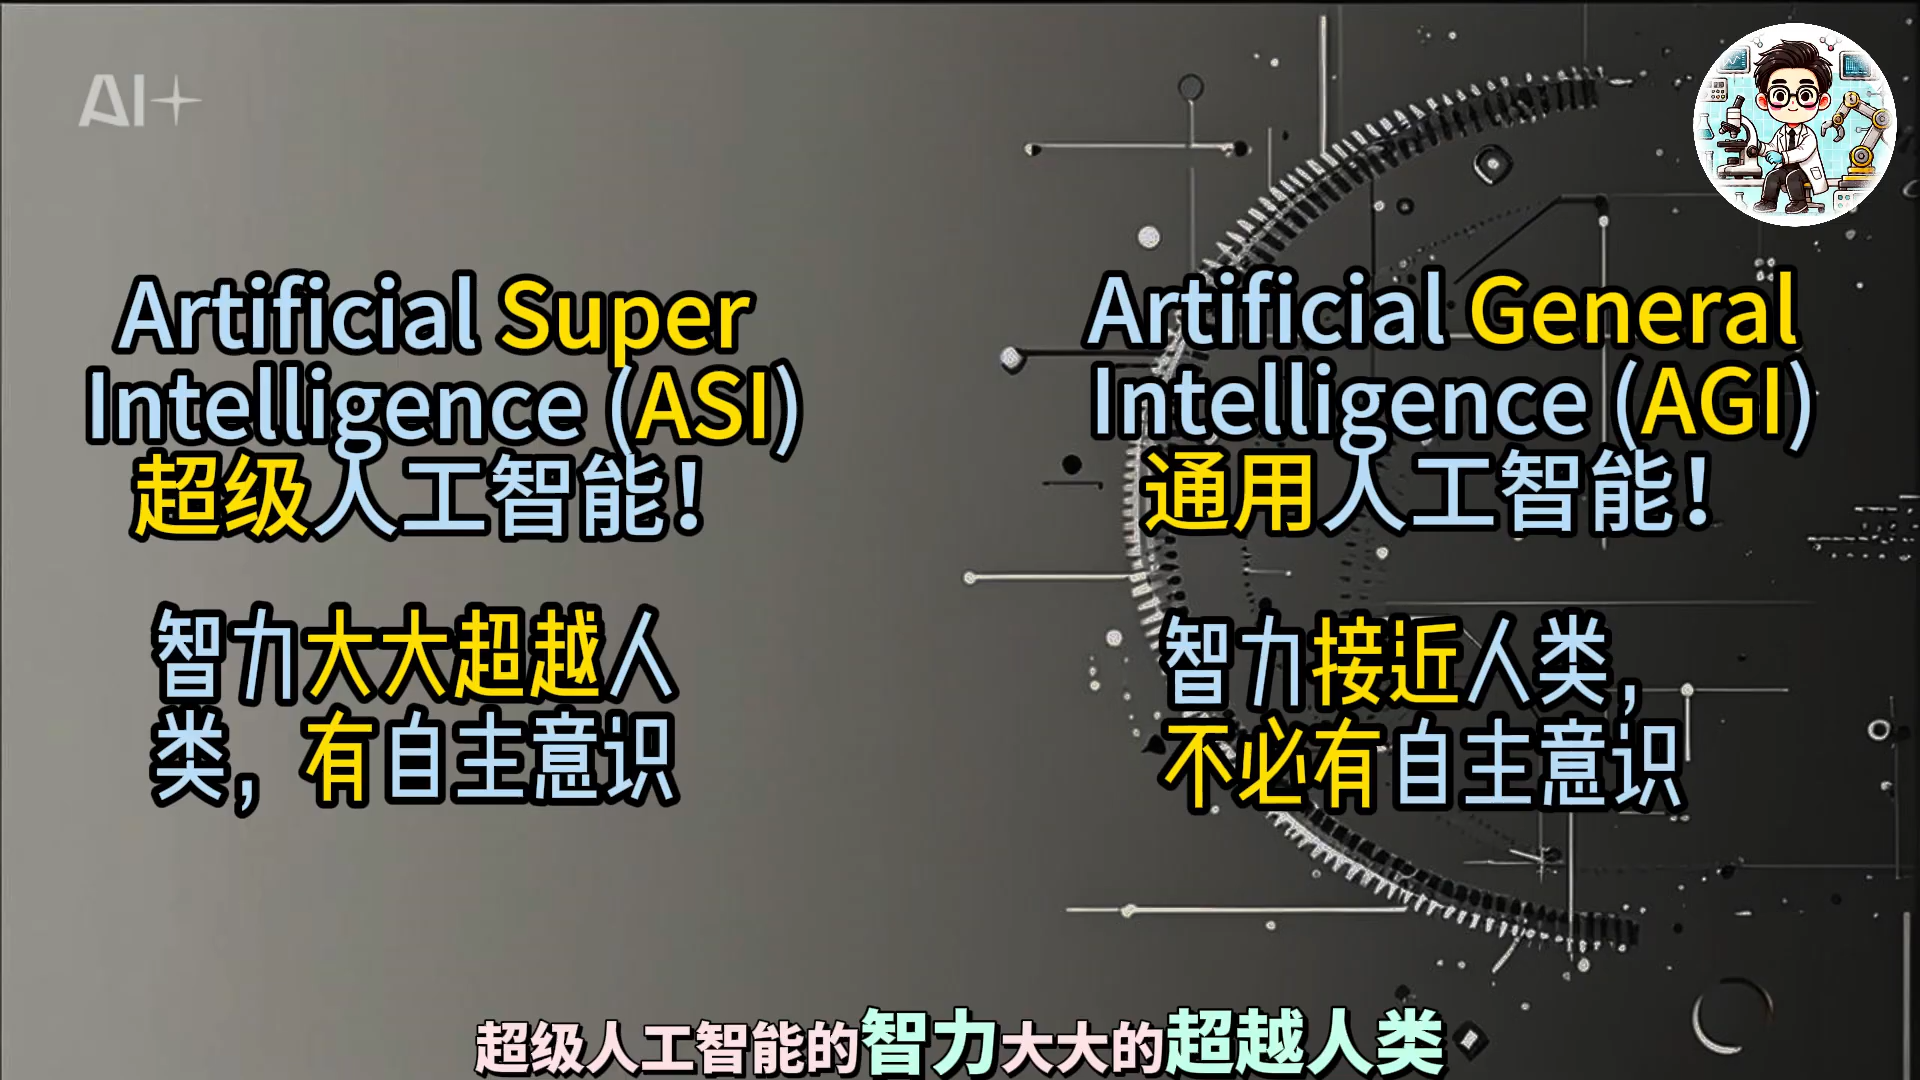 AI+
Artificial Super
Intelligence (ASI)
超级人工智能！
智力大大超越人
类，有自主意识
Artificial General
Intelligence (AGI)
通用人工智能！
智力接近人类，
不必有自主意识
超级人工智能的智力大大的超越人类